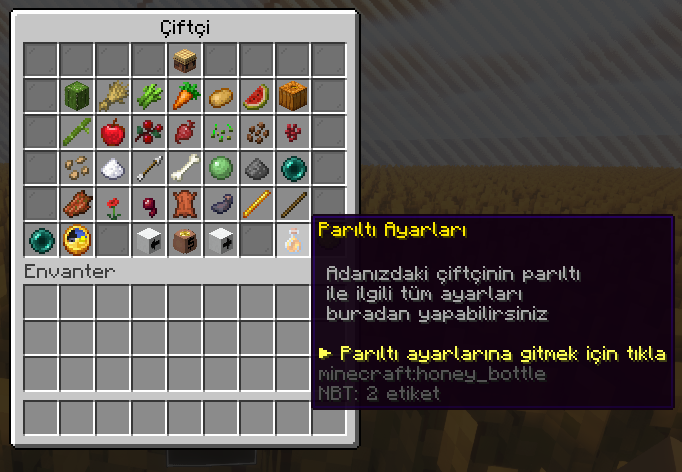 Çiftçi
Envanter
Parıltı Ayarları
Adanızdaki çiftçinin parıltı
ile ilgili tüm ayarları
buradan yapabilirsiniz
► Parıltı ayarlarına gitmek için tıkla
minecraft:honey_bottle
NBT: 2 etiket